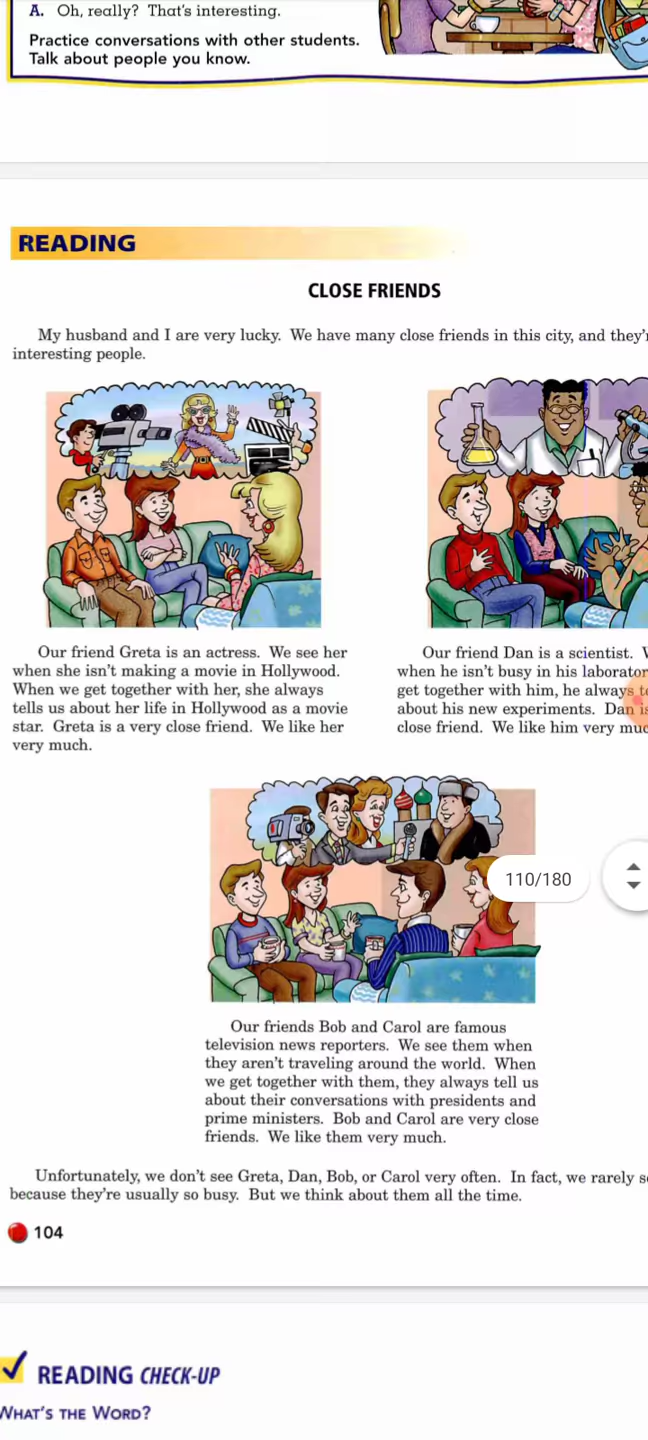 A. Oh, really? That's interesting.
Practice conversations with other students.
Talk about people you know.
READING
CLOSE FRIENDS
My husband and I are very lucky. We have many close friends in this city, and
interesting people.
Our friend Greta is an actress. We see her
when she isn't making a movie in Hollywood.
When we get together with her, she always
tells us about her life in Hollywood as a movie
star. Greta is a very close friend. We like her
very much.
Our friend Dan is a scientist.
when he isn't busy in his
get together with him, he always
about his new experiments. Dan
close friend. We like him very
110/180
Our friends Bob and Carol are famous
television news reporters. We see them when
they aren't traveling around the world. When
we get together with them, they always tell us
about their conversations with presidents and
prime ministers. Bob and Carol are very close
friends. We like them very much.
Unfortunately, we don't see Greta, Dan, Bob, or Carol very often. In fact, we rarely
because they're usually so busy. But we think about them all the time.
104
READING CHECK-UP
WHAT'S THE WORD?